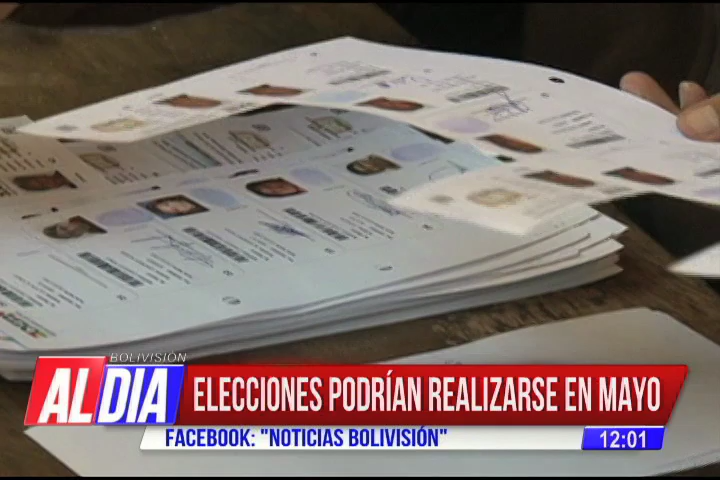 BOLIVISIÓN
AL DIA
ELECCIONES PODRÍAN REALIZARSE EN MAYO
FACEBOOK: "NOTICIAS BOLIVISIÓN"
12:01